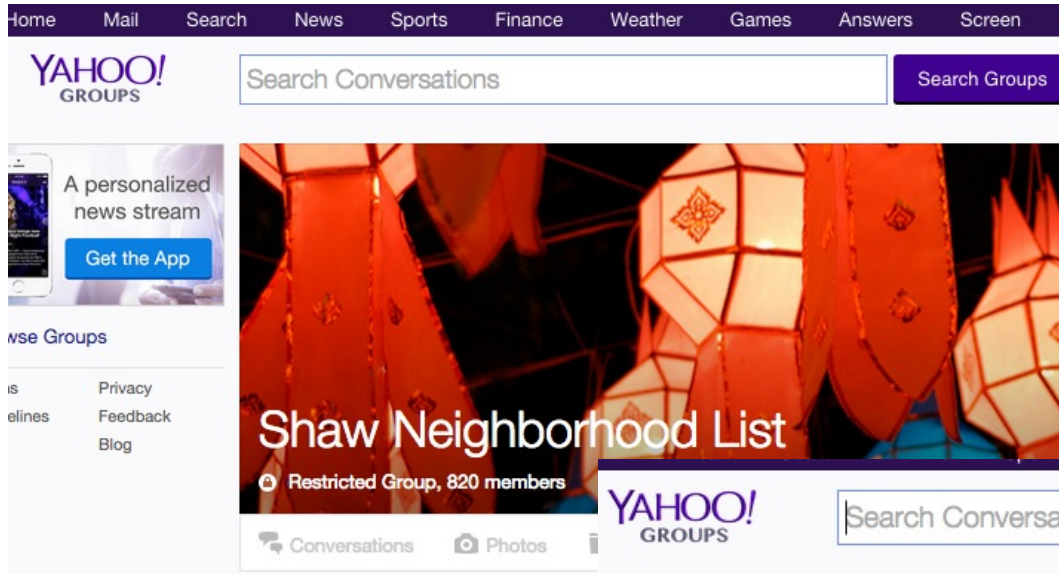 Home Mail Search News Sports Finance Weather Games Answers Screen
YAHOO!
GROUPS
Search Conversations
Search Groups
A personalized
news stream
Get the App
wse Groups
Privacy
elines Feedback
Blog
Shaw Neighborhood List
Restricted Group, 820 members
Conversations Photos
YAHOO!
GROUPS
Search Conversa